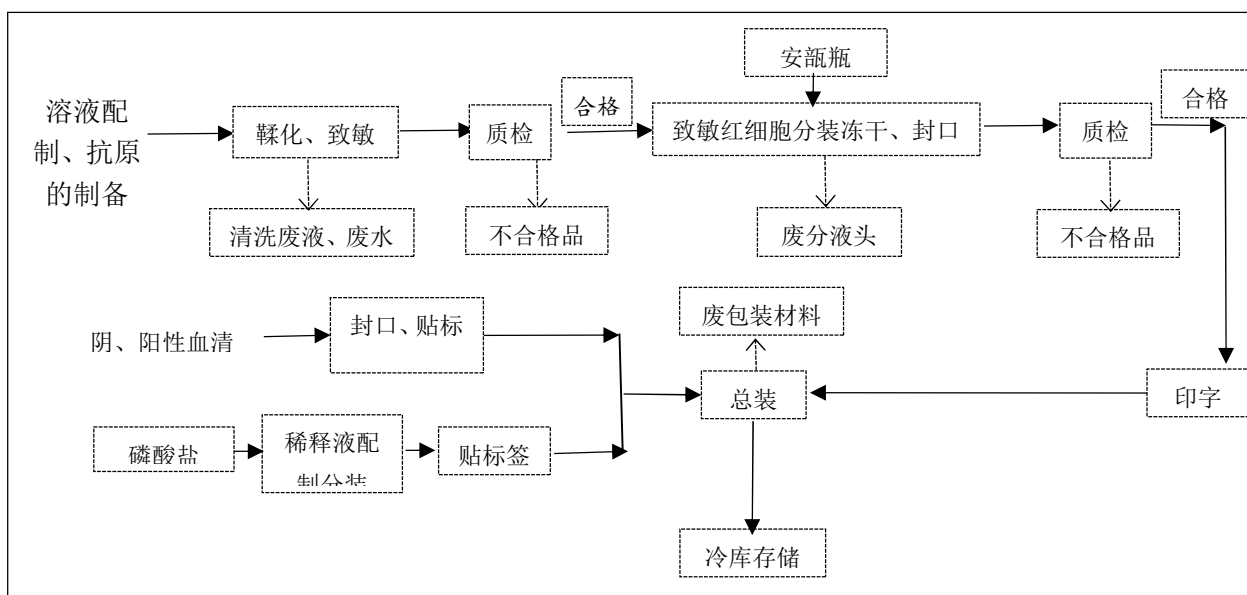 安瓿瓶
合格
合格
溶液配
制、抗原
的制备
鞣化、致敏
质检
致敏红细胞分装冻干、封口
质检
清洗废液、废水
不合格品
废分液头
不合格品
废包装材料
封口、贴标
阴、阳性血清
总装
印字
稀释液配
制分装
磷酸盐
贴标签
冷库存储